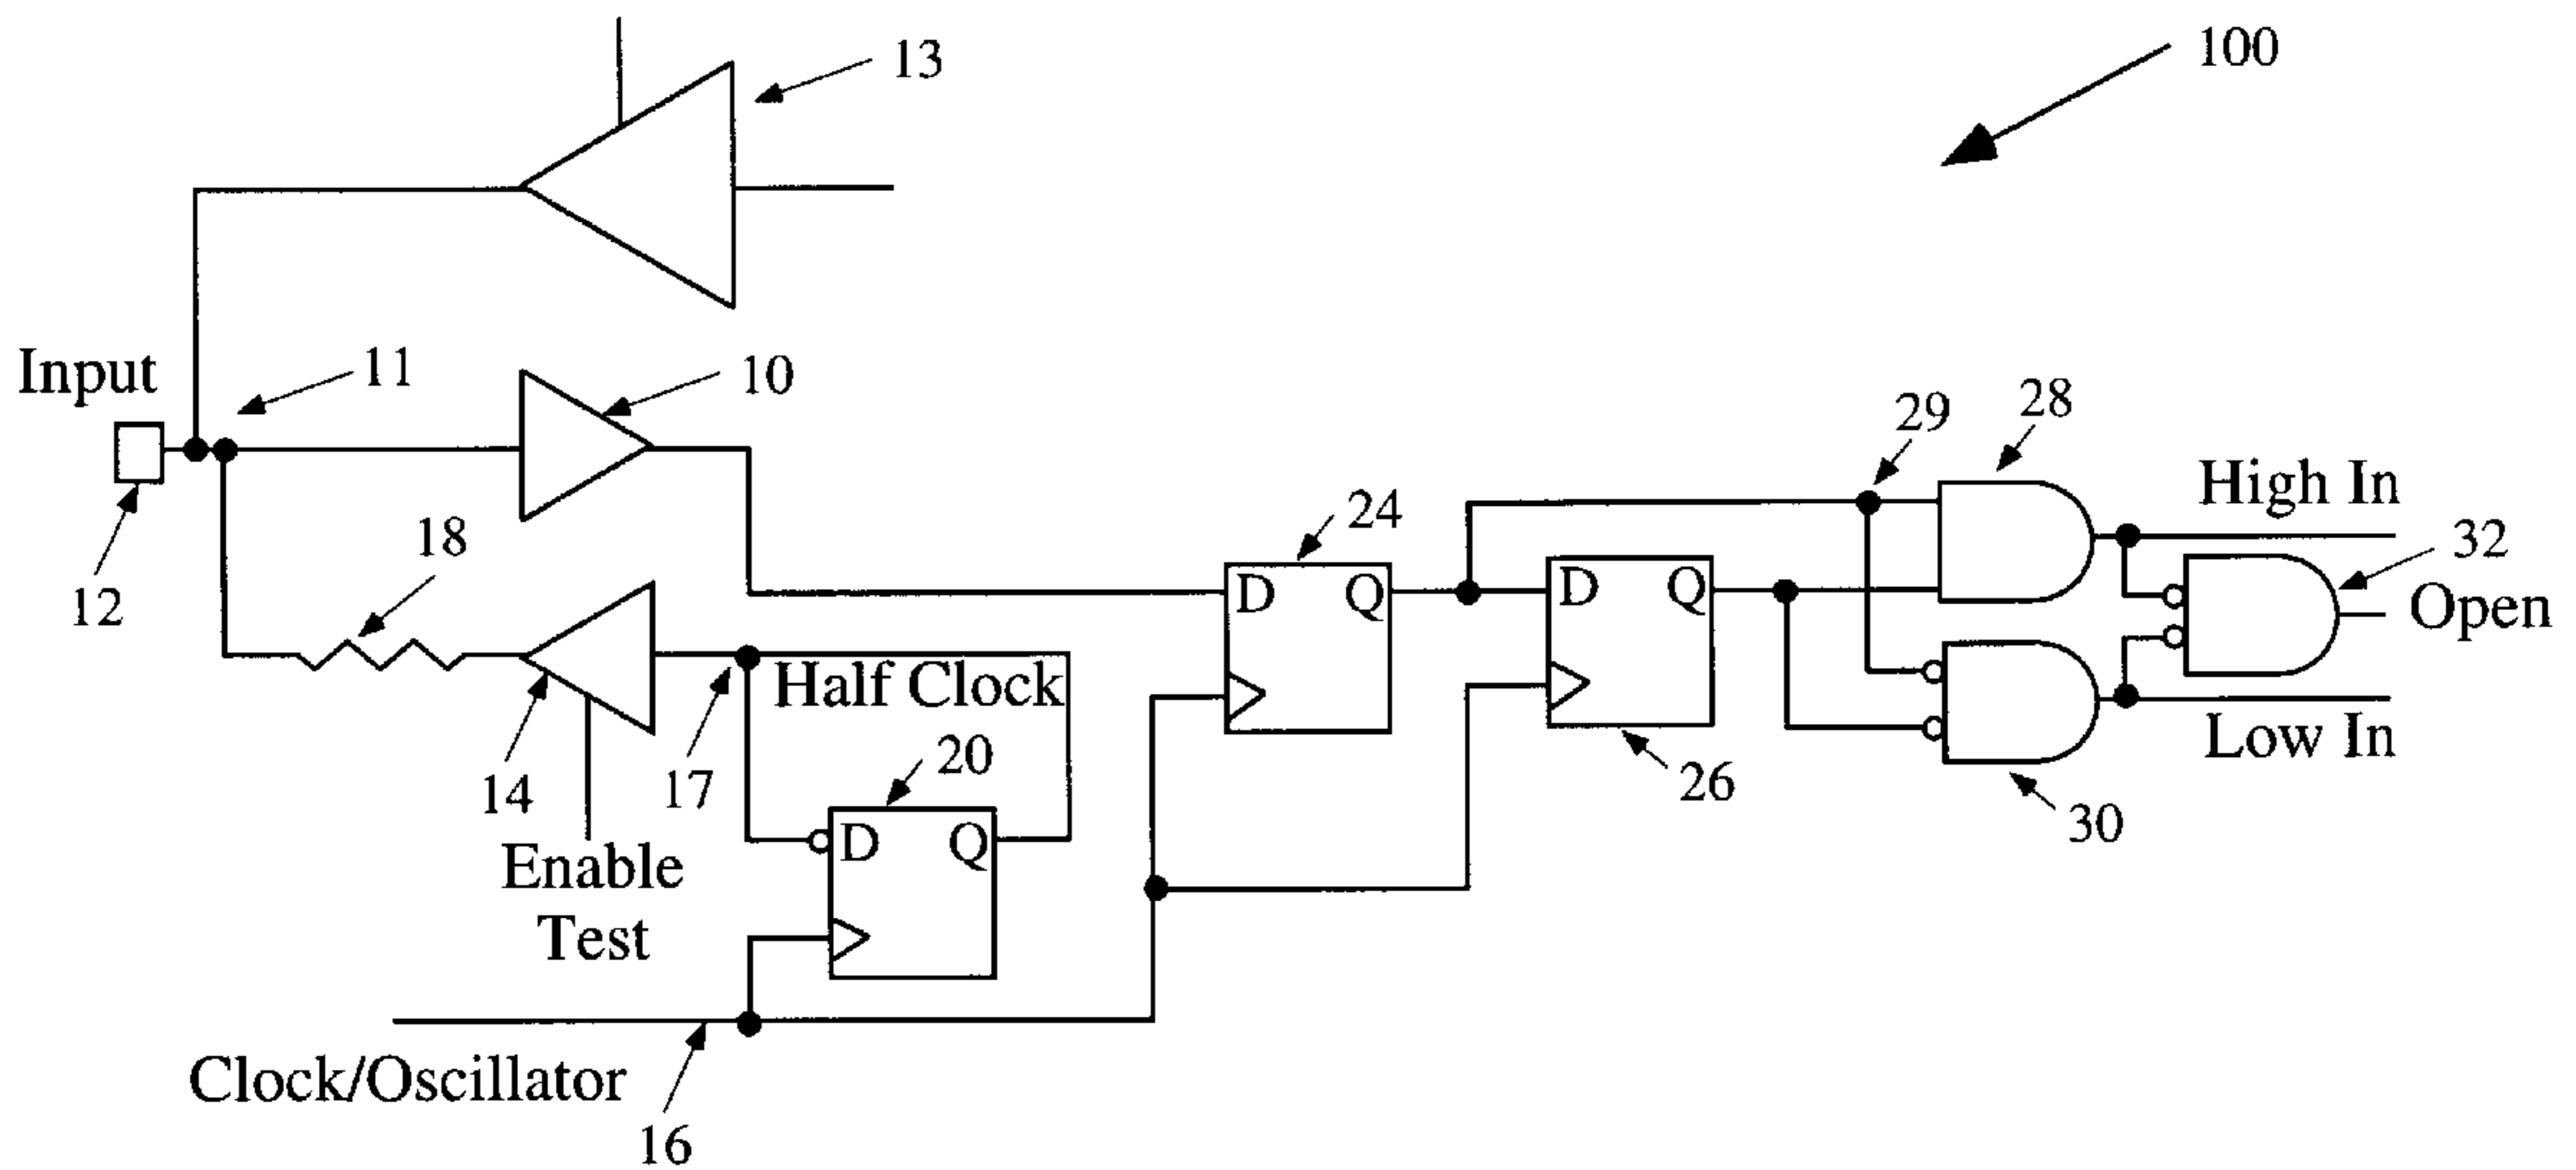 100
13
Input
11
10
28
29
High In
24
18
32
D Q
D Q
Open
12
Half Clock
Low In
20
17
14
26
30
D Q
Enable
Test
Clock/Oscillator
16